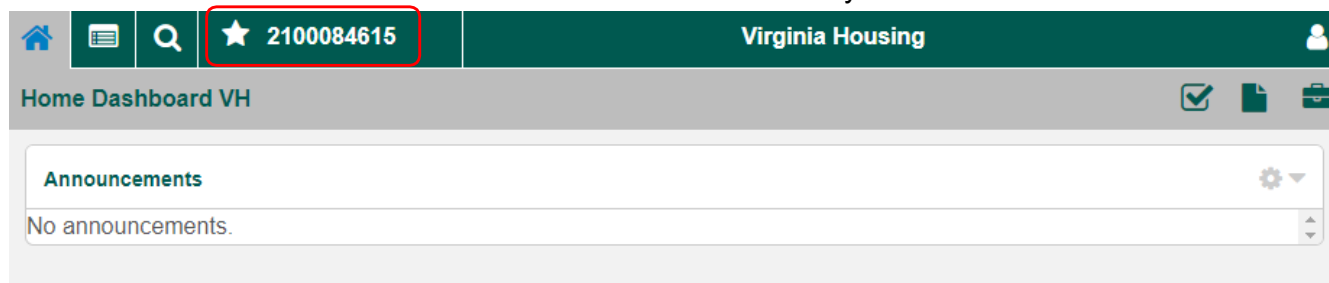 2100084615 Virginia Housing
Home Dashboard VH
Announcements
No announcements.